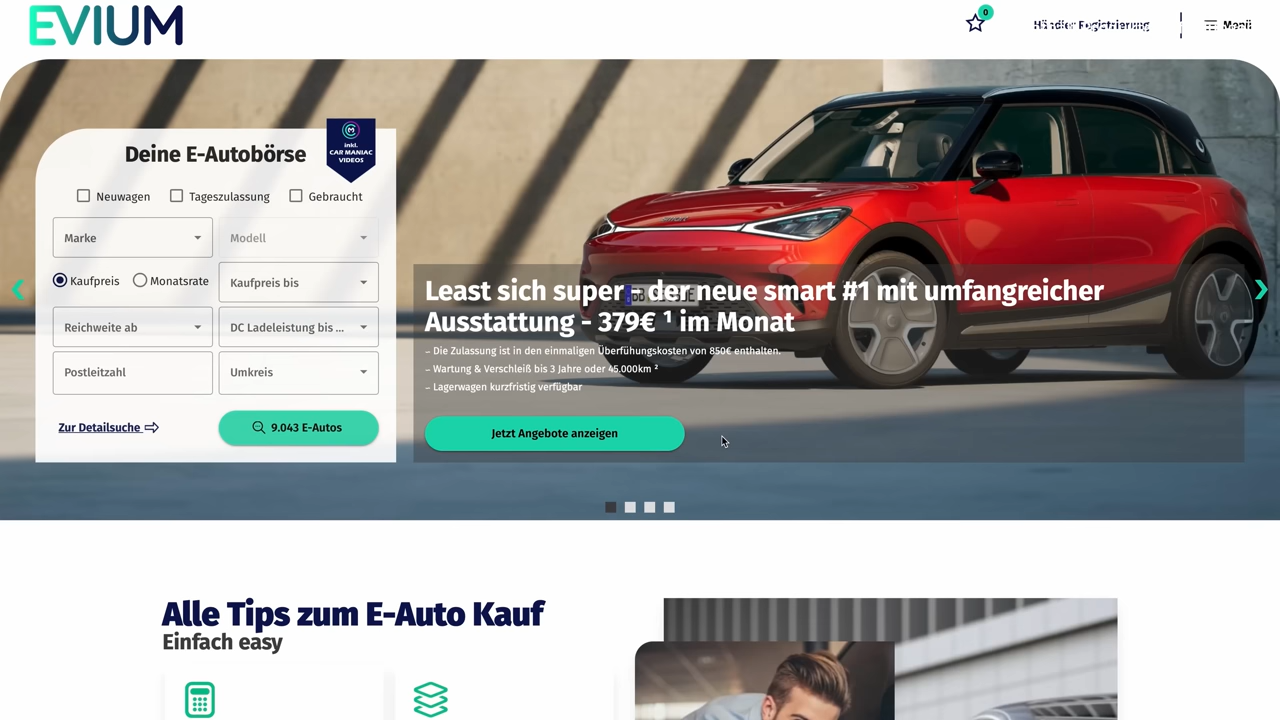 EVIUM
0
Händler Registrierung
Menü
inkl.
CAR MANIAC
VIDEOS
Deine E-Autobörse
Neuwagen
Tageszulassung
Gebraucht
Marke
Modell
Kaufpreis
Monatsrate
Kaufpreis bis
Reichweite ab
DC Ladeleistung bis ...
Postleitzahl
Umkreis
Zur Detailsuche
9.043 E-Autos
Least sich super - der neue smart #1 mit umfangreicher
Ausstattung - 379€ ¹ im Monat
– Die Zulassung ist in den einmaligen Überfühungskosten von 850€ enthalten.
– Wartung & Verschleiß bis 3 Jahre oder 45.000km ²
– Lagerwagen kurzfristig verfügbar
Jetzt Angebote anzeigen
Alle Tips zum E-Auto Kauf
Einfach easy